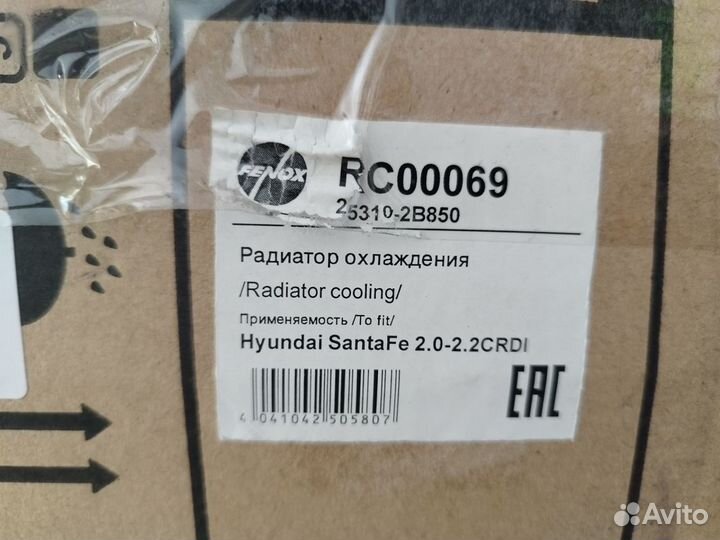 FENOX
RC00069
25310-2B850
Радиатор охлаждения
/Radiator cooling/
Применяемость /To fit/
Hyundai SantaFe 2.0-2.2CRDI
4 041042 505807
EAC
Avito